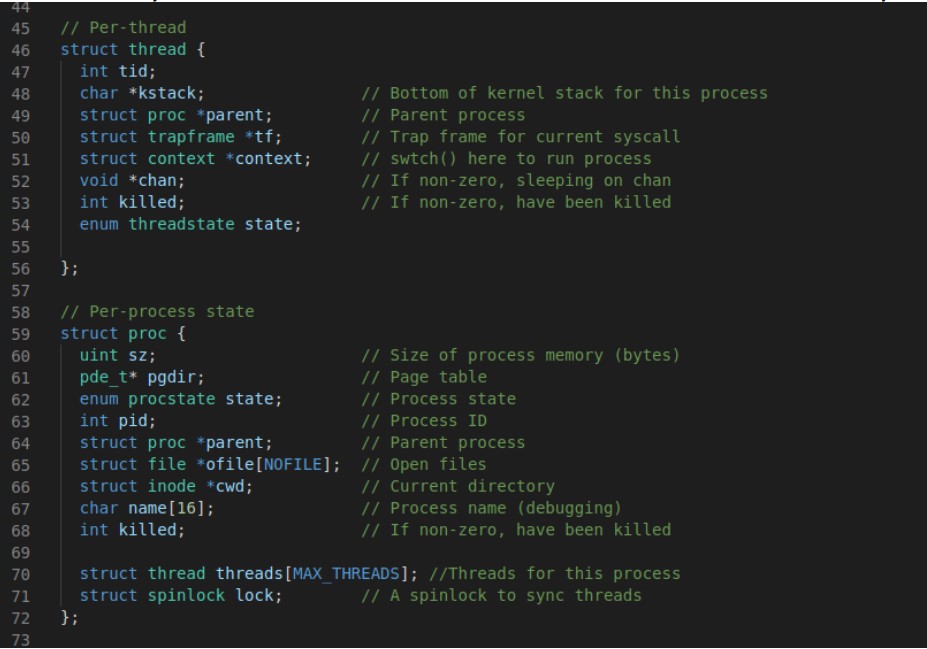 44
45 // Per-thread
46 struct thread {
47 int tid;
48 char *kstack; // Bottom of kernel stack for this process
49 struct proc *parent; // Parent process
50 struct trapframe *tf; // Trap frame for current syscall
51 struct context *context; // swtch() here to run process
52 void *chan; // If non-zero, sleeping on chan
53 int killed; // If non-zero, have been killed
54 enum threadstate state;
55
56 };
57
58 // Per-process state
59 struct proc {
60 uint sz; // Size of process memory (bytes)
61 pde_t* pgdir; // Page table
62 enum procstate state; // Process state
63 int pid; // Process ID
64 struct proc *parent; // Parent process
65 struct file *ofile[NOFILE]; // Open files
66 struct inode *cwd; // Current directory
67 char name[16]; // Process name (debugging)
68 int killed; // If non-zero, have been killed
69
70 struct thread threads[MAX_THREADS]; //Threads for this process
71 struct spinlock lock; // A spinlock to sync threads
72 };
73